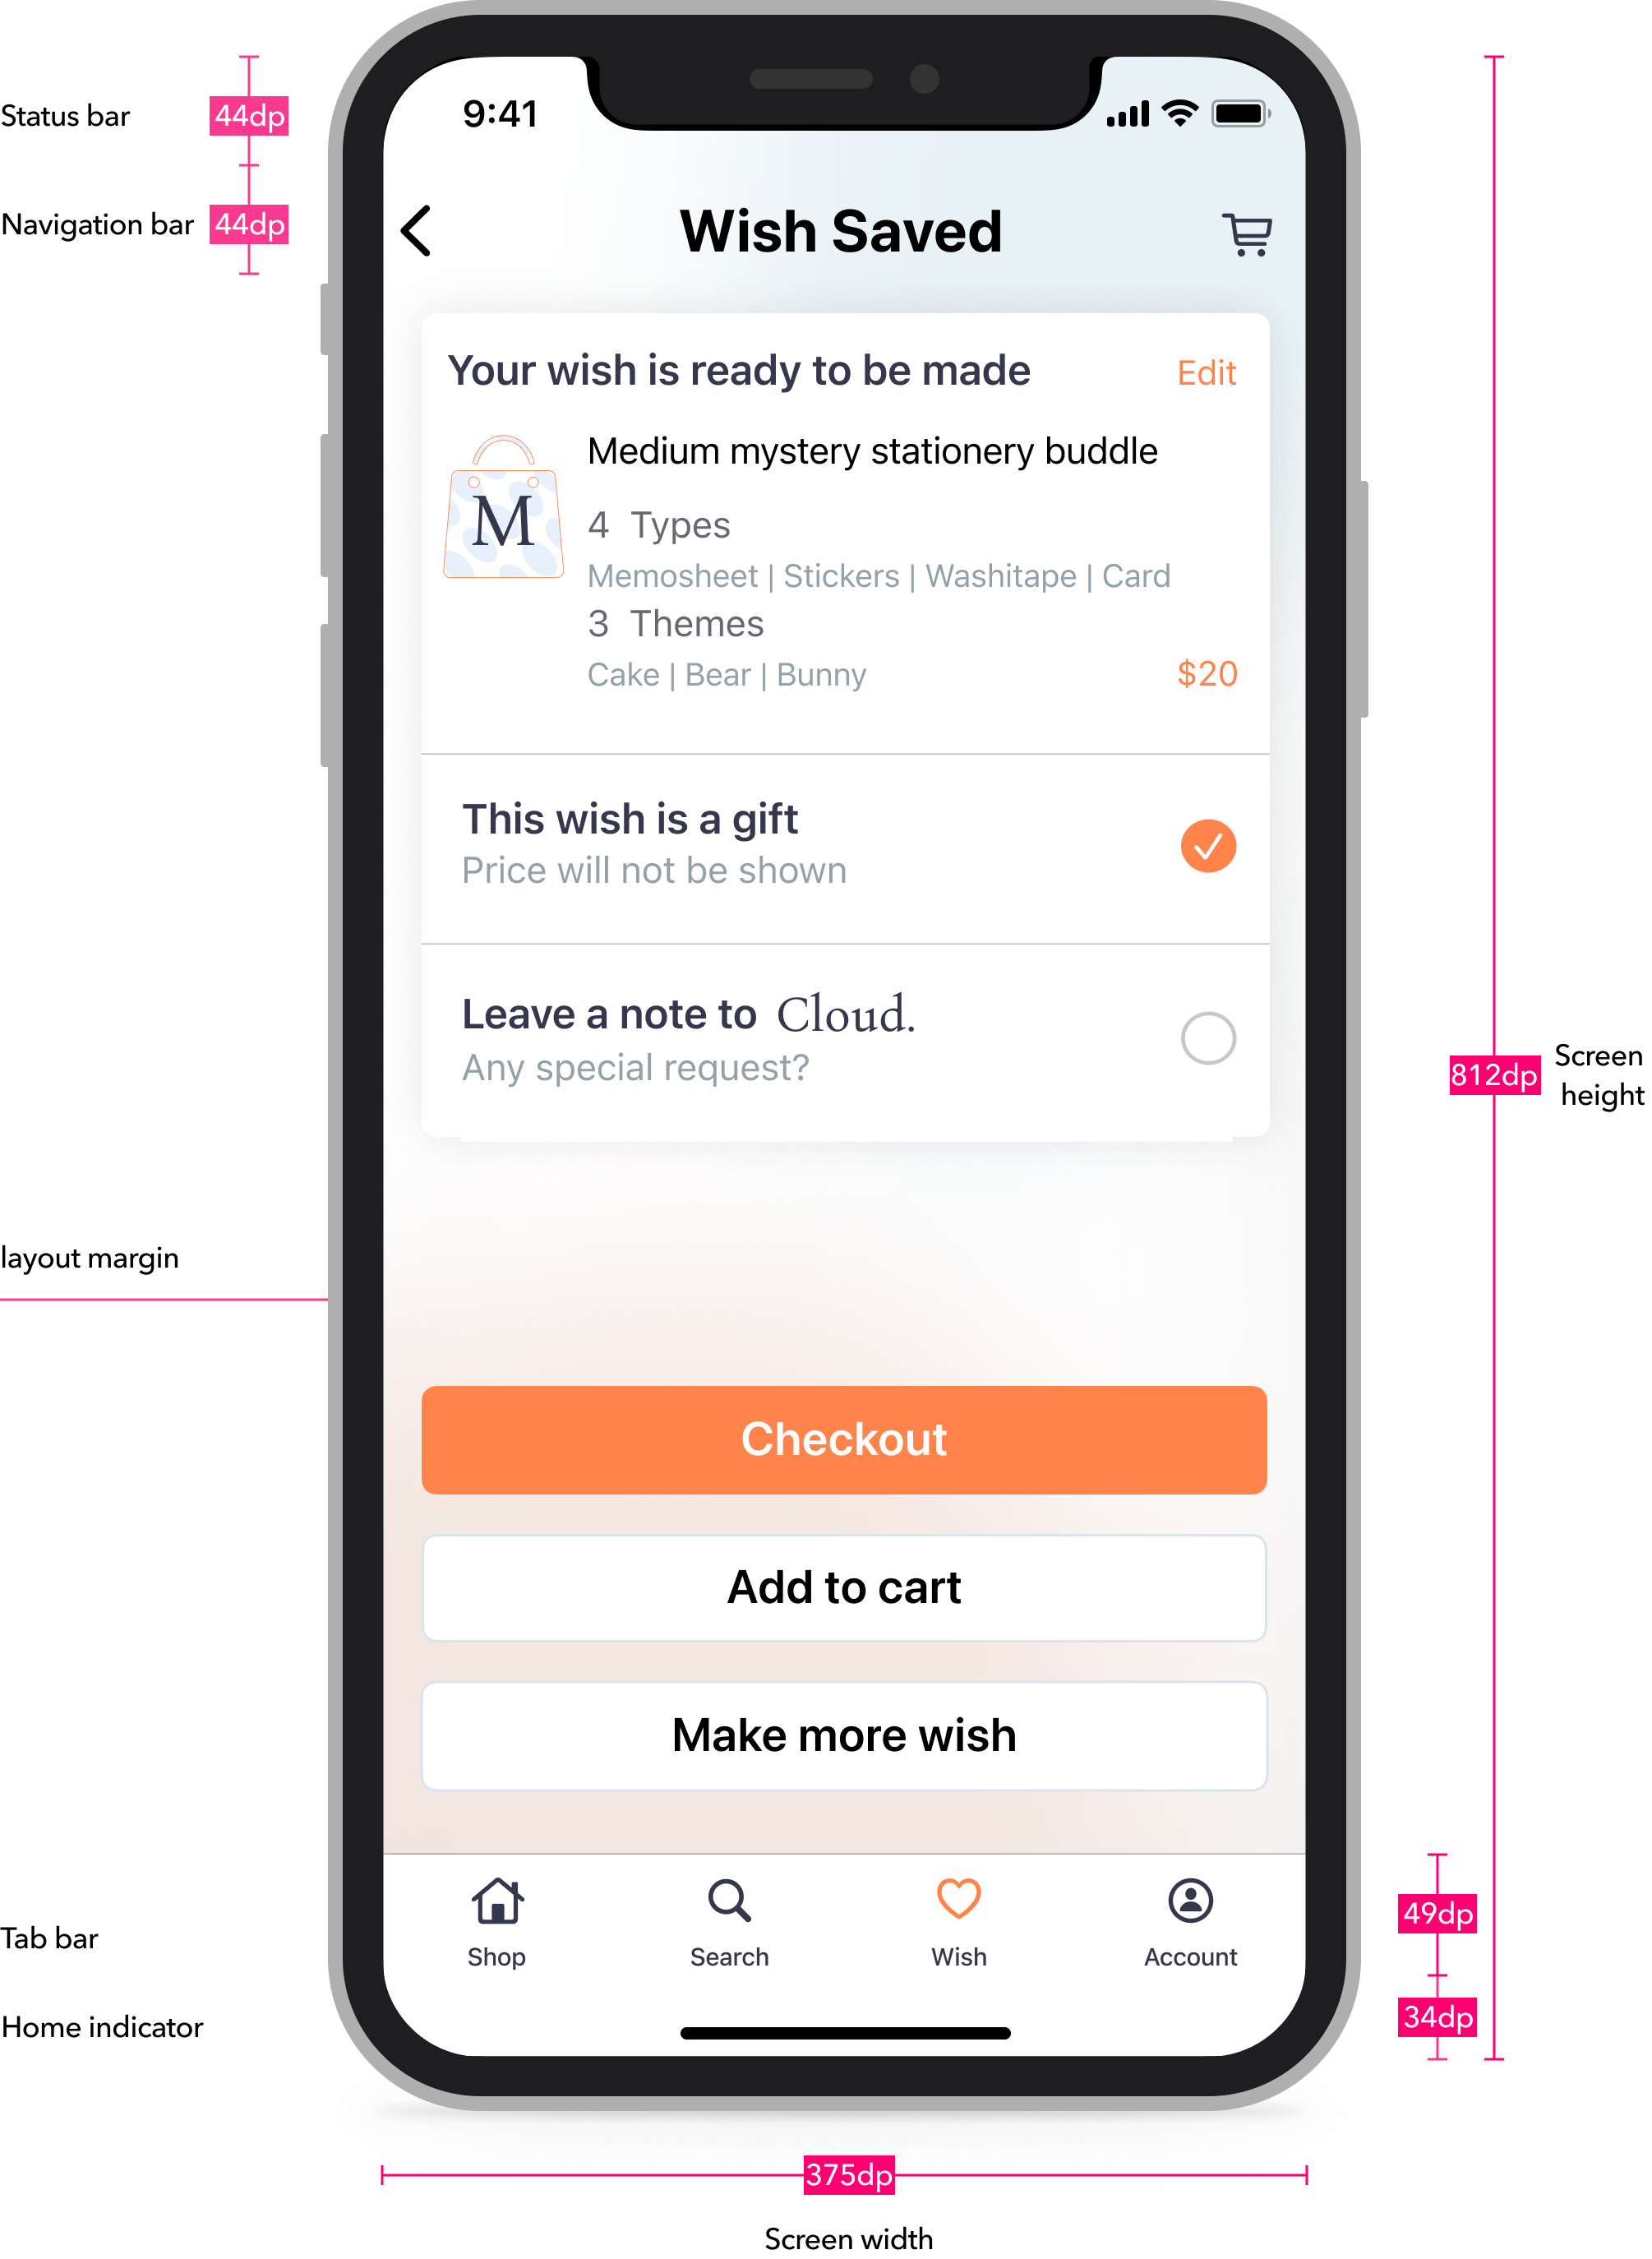 Status bar
44dp
Navigation bar
44dp
9:41
Wish Saved
Your wish is ready to be made
Edit
M
Medium mystery stationery buddle
4 Types
Memosheet | Stickers | Washitape | Card
3 Themes
Cake | Bear | Bunny
$20
This wish is a gift
Price will not be shown
Leave a note to Cloud.
Any special request?
812dp
Screen
height
layout margin
Checkout
Add to cart
Make more wish
Shop
Search
Wish
Account
Tab bar
49dp
Home indicator
34dp
375dp
Screen width